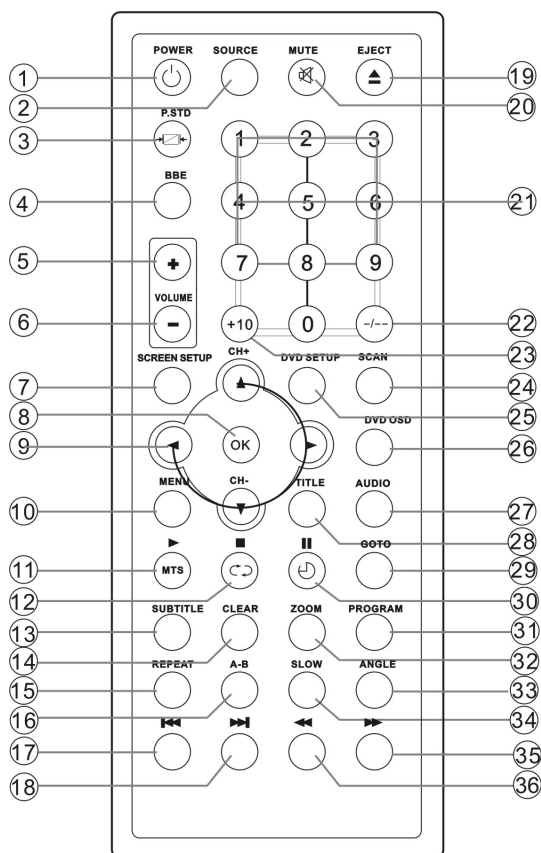 POWER SOURCE MUTE EJECT
1 19
2 20
P.STD
3 1 2 3
BBE
4 4 5 6 21
5 + 7 8 9
VOLUME
6 - +10 0 -/-- 22
23
SCREEN SETUP CH+ DVD SETUP SCAN
7 24
25
8 OK DVD OSD 26
9
MENU CH- TITLE AUDIO
10 27
28
11 MTS GOTO 29
12 30
SUBTITLE CLEAR ZOOM PROGRAM
13 31
14 32
REPEAT A-B SLOW ANGLE
15 33
16 34
17 35
18 36